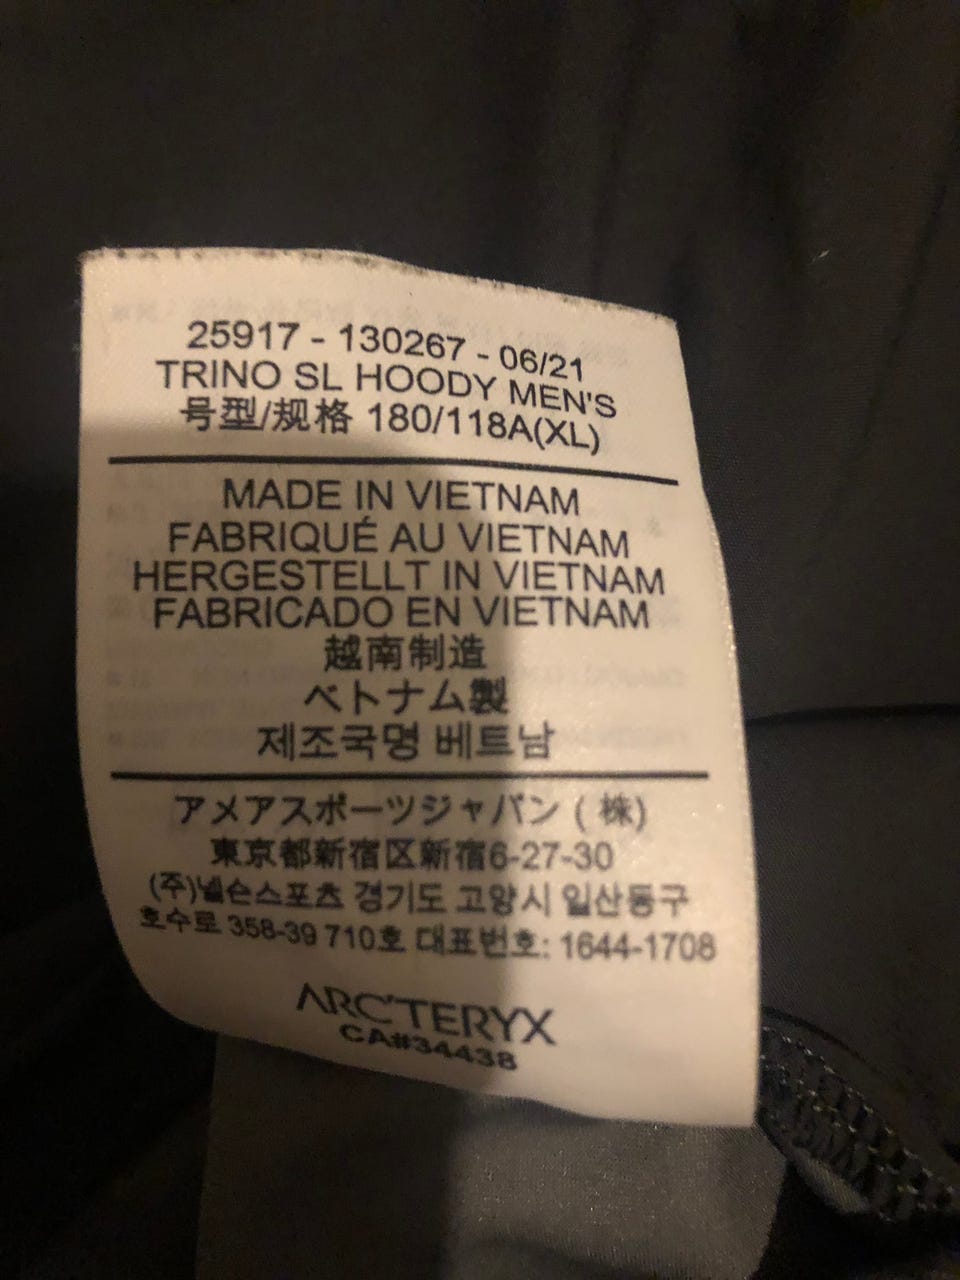 25917 - 130267 - 06/21
TRINO SL HOODY MEN'S
号型/规格 180/118A(XL)
MADE IN VIETNAM
FABRIQUÉ AU VIETNAM
HERGESTELLT IN VIETNAM
FABRICADO EN VIETNAM
越南制造
ベトナム製
제조국명 베트남
アメアスポーツジャパン ( 株)
東京都新宿区新宿6-27-30
(주)넬슨스포츠 경기도 고양시 일산동구
호수로 358-39 710호 대표번호: 1644-1708
ARC'TERYX
CA#34438